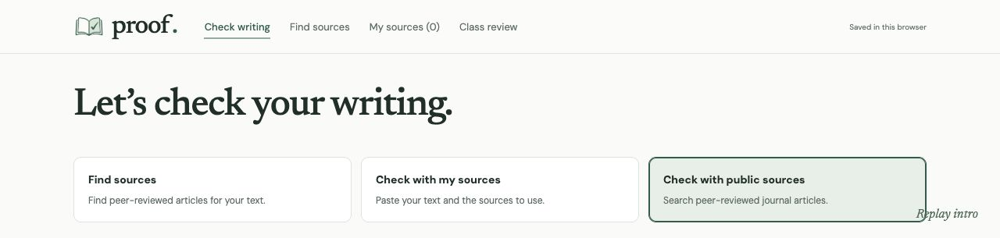 proof.
Check writing
Find sources
My sources (0)
Class review
Saved in this browser
Let’s check your writing.
Find sources
Find peer-reviewed articles for your text.
Check with my sources
Paste your text and the sources to use.
Check with public sources
Search peer-reviewed journal articles.
Replay intro